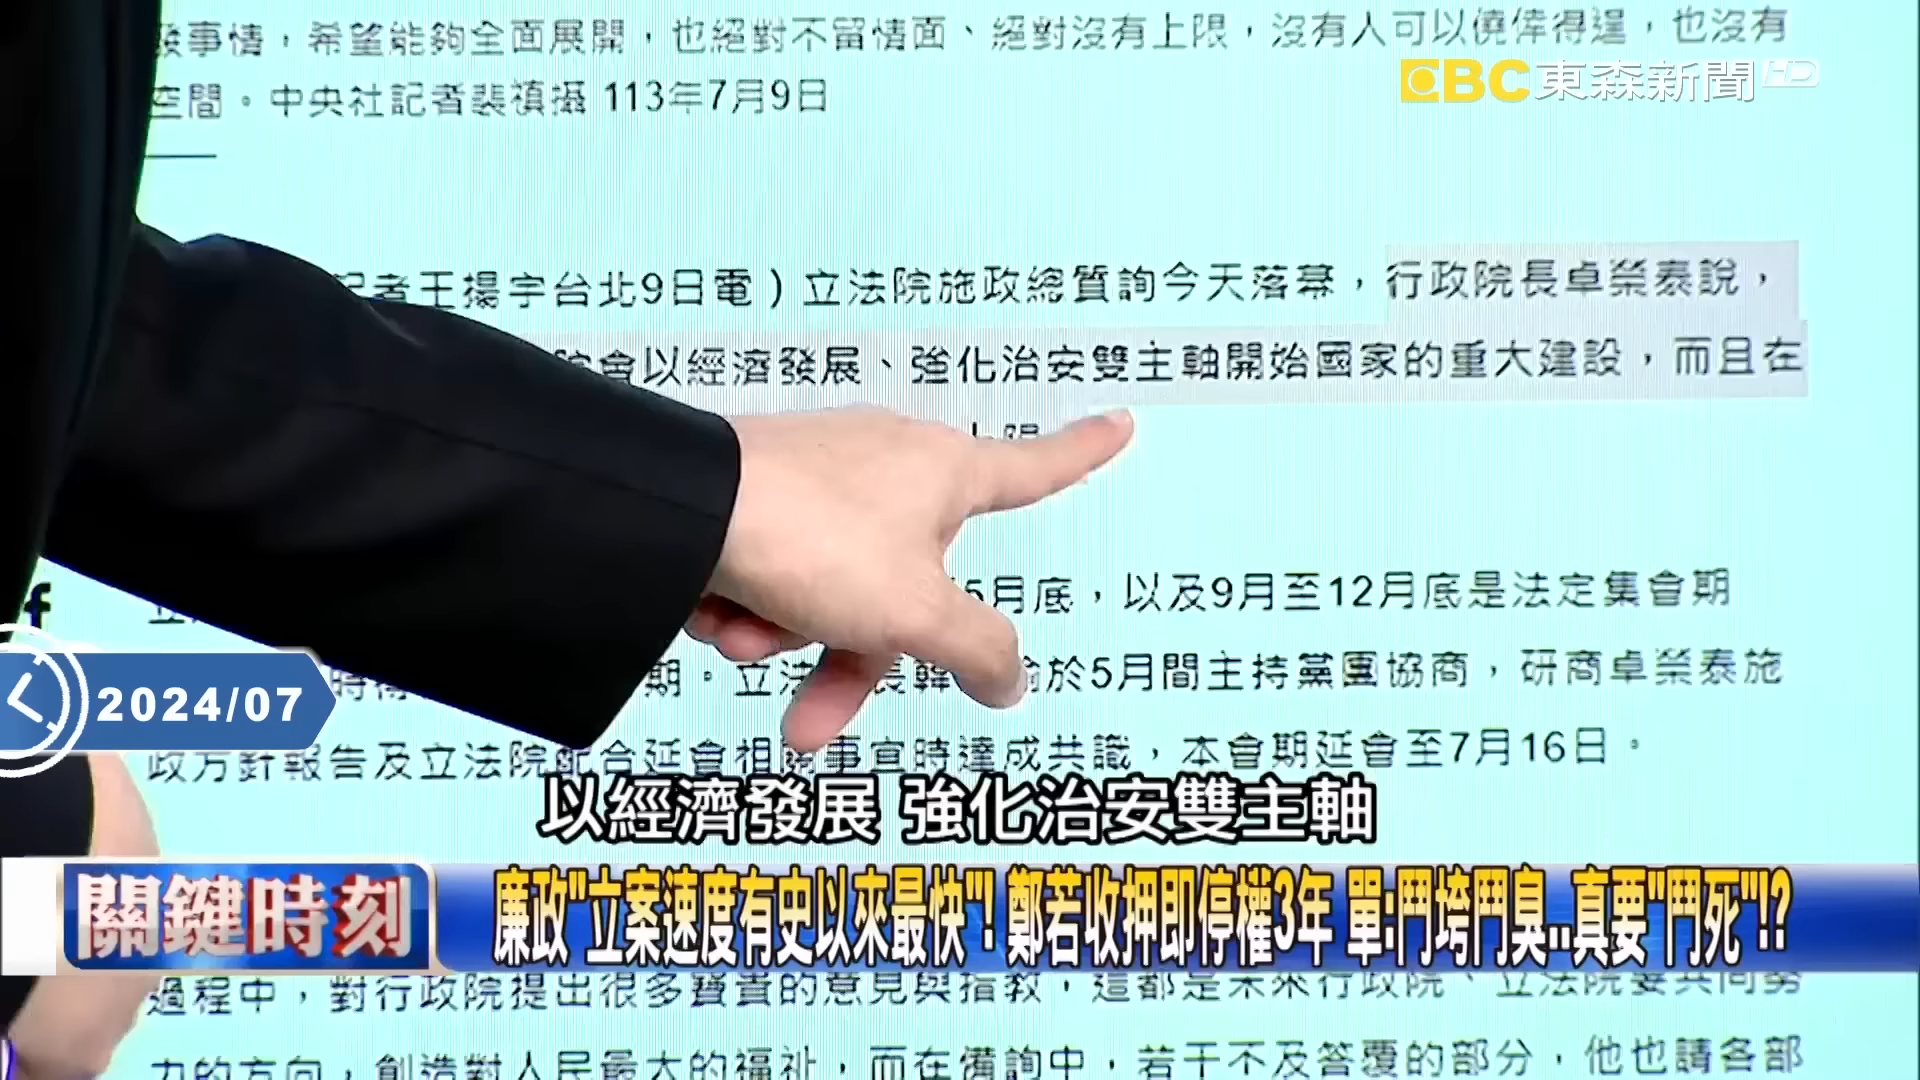 發事情，希望能夠全面展開，也絕對不留情面、絕對沒有上限，沒有人可以僥倖得逞，也沒有
空間。中央社記者裴禛攝 113年7月9日
EBC 東森新聞 HD
記者王揚宇台北9日電）立法院施政總質詢今天落幕，行政院長卓榮泰說，
院會以經濟發展、強化治安雙主軸開始國家的重大建設，而且在
上限
5月底，以及9月至12月底是法定集會期
期。立法 長韓 瑜於5月間主持黨團協商，研商卓榮泰施
2024/07
政方針報告及立法院配合延會相關事宜時達成共識，本會期延會至7月16日。
以經濟發展 強化治安雙主軸
關鍵時刻
廉政"立案速度有史以來最快"! 鄭若收押即停權3年 單:鬥垮鬥臭..真要"鬥死"!?
過程中，對行政院提出很多寶貴的意見與指教，這都是未來行政院、立法院要共同努
力的方向，創造對人民最大的福祉，而在備詢中，若干不及答覆的部分，他也請各部